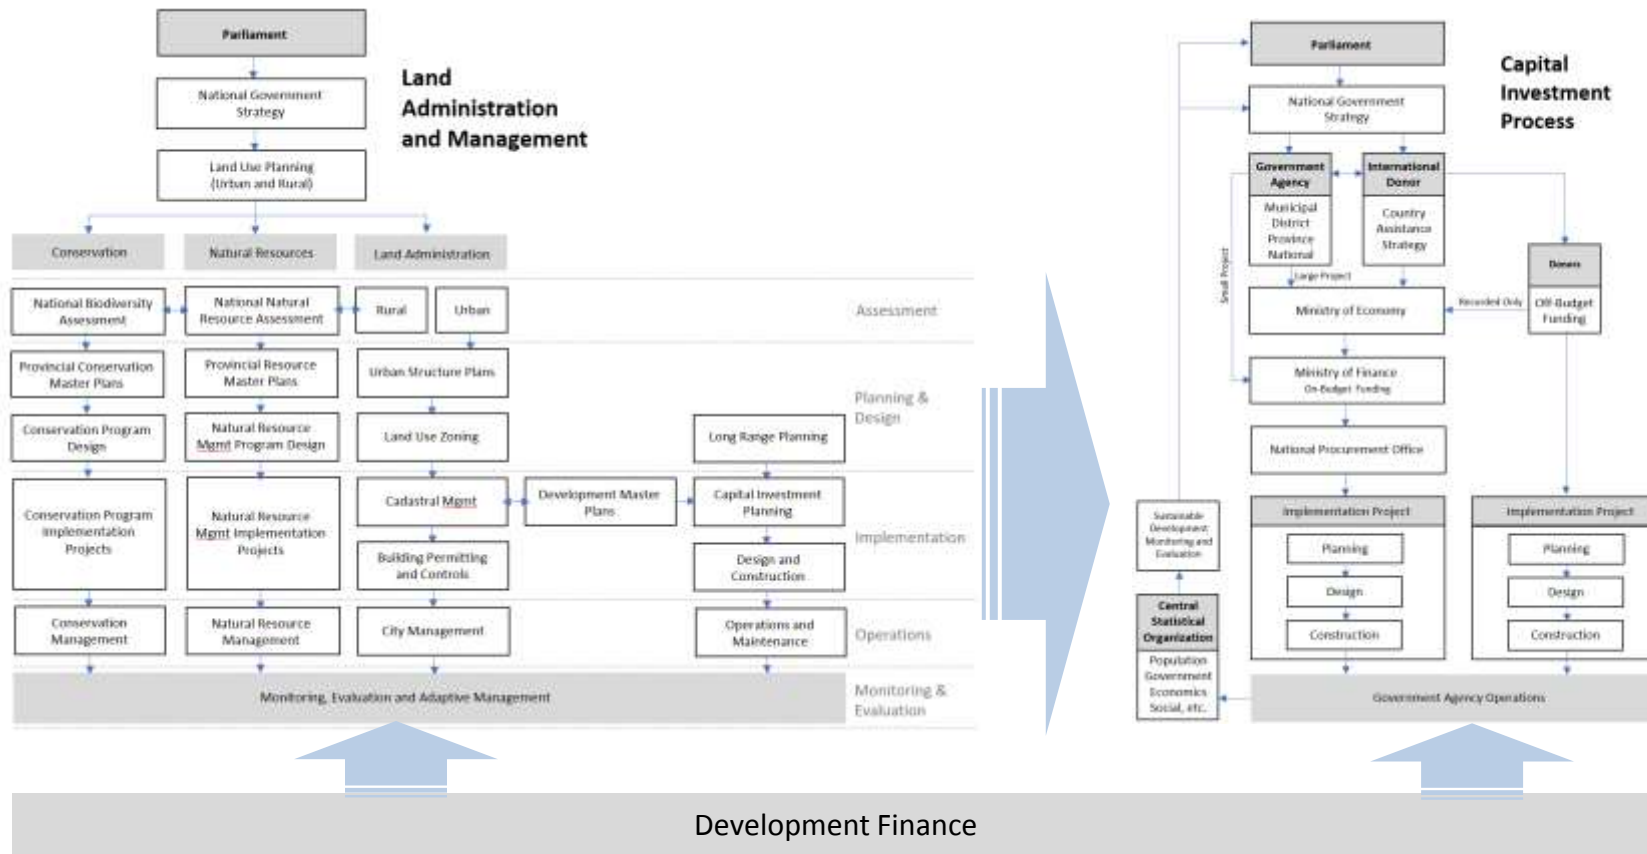 Parliament
National Government
Strategy
Land Use Planning
(Urban and Rural)
Land
Administration
and Management
Conservation
Natural Resources
Land Administration
National Biodiversity
Assessment
National Natural
Resource Assessment
Rural
Urban
Assessment
Provincial Conservation
Master Plans
Provincial Resource
Master Plans
Urban Structure Plans
Planning &
Design
Conservation Program
Design
Natural Resource
Mgmt Program Design
Land Use Zoning
Long Range Planning
Conservation Program
Implementation
Projects
Natural Resource
Mgmt Implementation
Projects
Cadastral Mgmt
Development Master
Plans
Capital Investment
Planning
Implementation
Building Permitting
and Controls
Design and
Construction
Conservation
Management
Natural Resource
Management
City Management
Operations and
Maintenance
Operations
Monitoring, Evaluation and Adaptive Management
Monitoring &
Evaluation
Parliament
Capital
Investment
Process
National Government
Strategy
Government
Agency
International
Donor
Municipal
District
Province
National
Country
Assistance
Strategy
Small Project
Large Project
Donors
Off-Budget
Funding
Recorded Only
Ministry of Economy
Ministry of Finance
On-Budget Funding
National Procurement Office
Implementation Project
Planning
Design
Construction
Implementation Project
Planning
Design
Construction
Sustainable
Development
Monitoring and
Evaluation
Central
Statistical
Organization
Population
Government
Economics
Social, etc.
Government Agency Operations
Development Finance